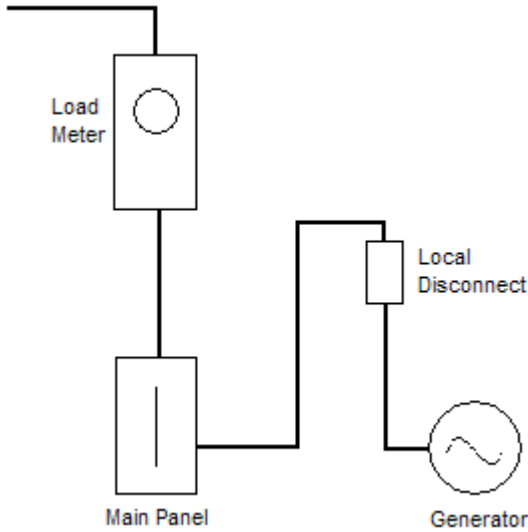 Load
Meter
Local
Disconnect
Main Panel
Generator